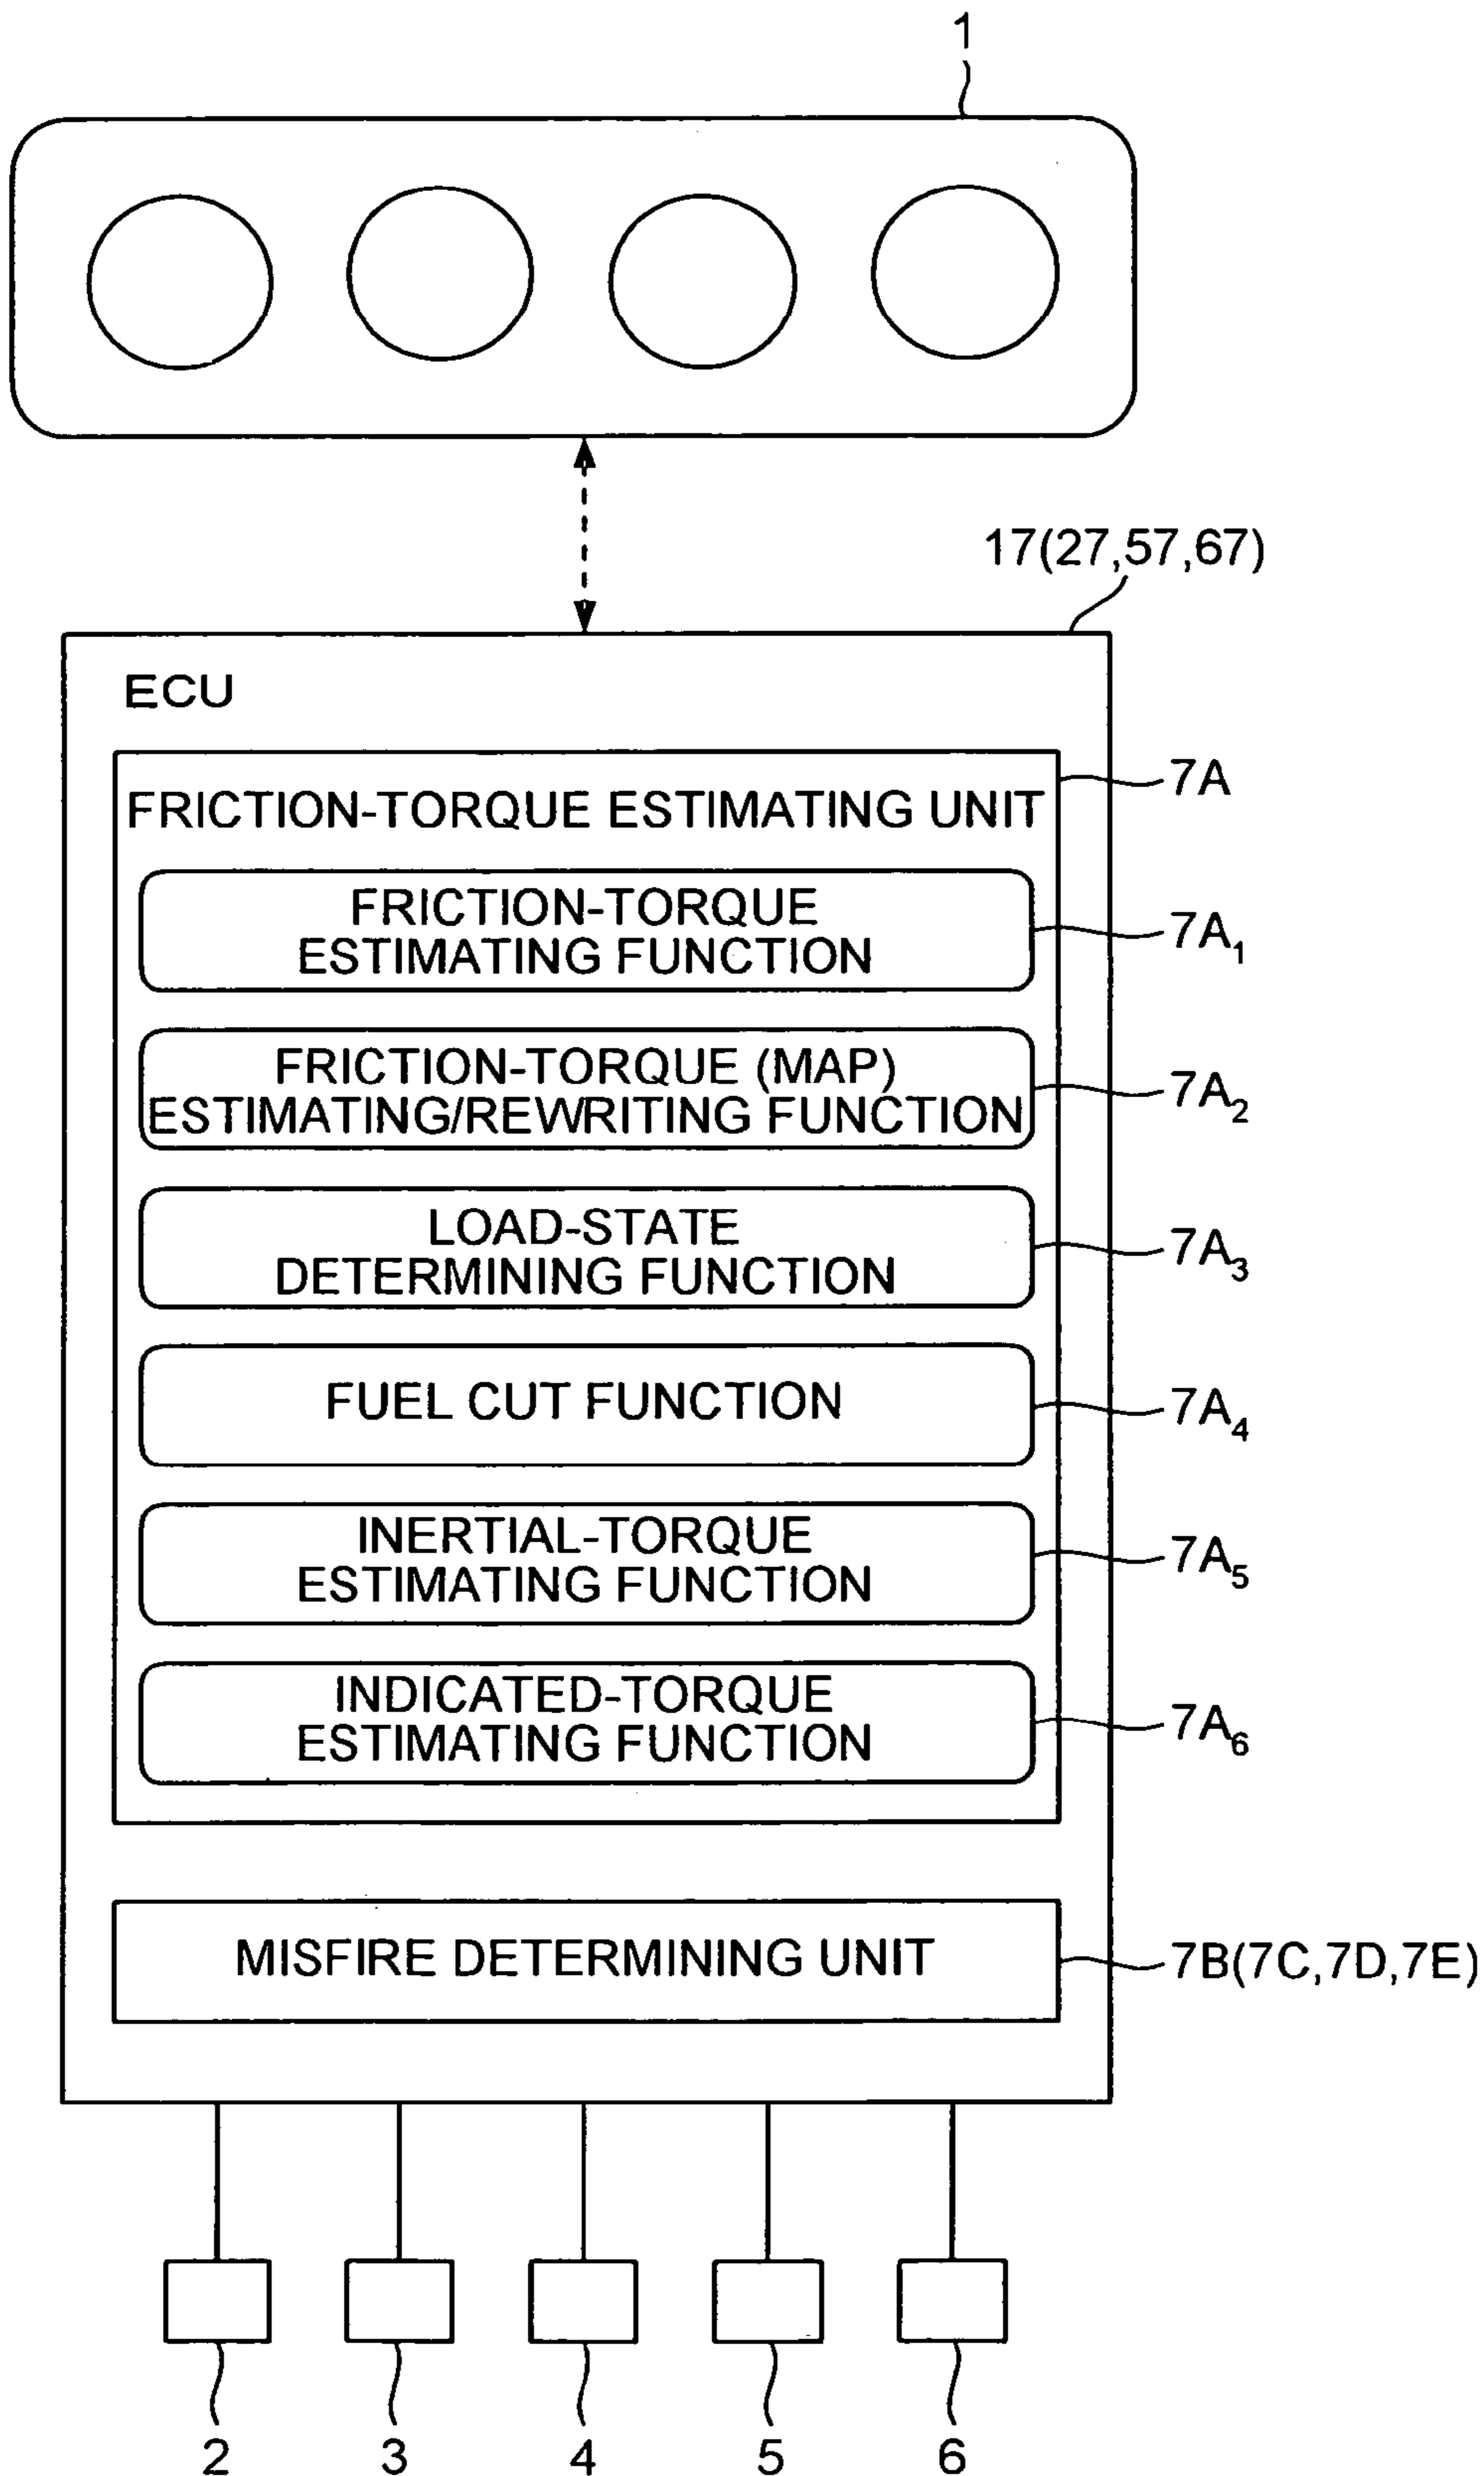 1
17(27,57,67)
ECU
7A
FRICTION-TORQUE ESTIMATING UNIT
FRICTION-TORQUE
ESTIMATING FUNCTION
7A₁
FRICTION-TORQUE (MAP)
ESTIMATING/REWRITING FUNCTION
7A₂
LOAD-STATE
DETERMINING FUNCTION
7A₃
FUEL CUT FUNCTION
7A₄
INERTIAL-TORQUE
ESTIMATING FUNCTION
7A₅
INDICATED-TORQUE
ESTIMATING FUNCTION
7A₆
MISFIRE DETERMINING UNIT
7B(7C,7D,7E)
2 3 4 5 6